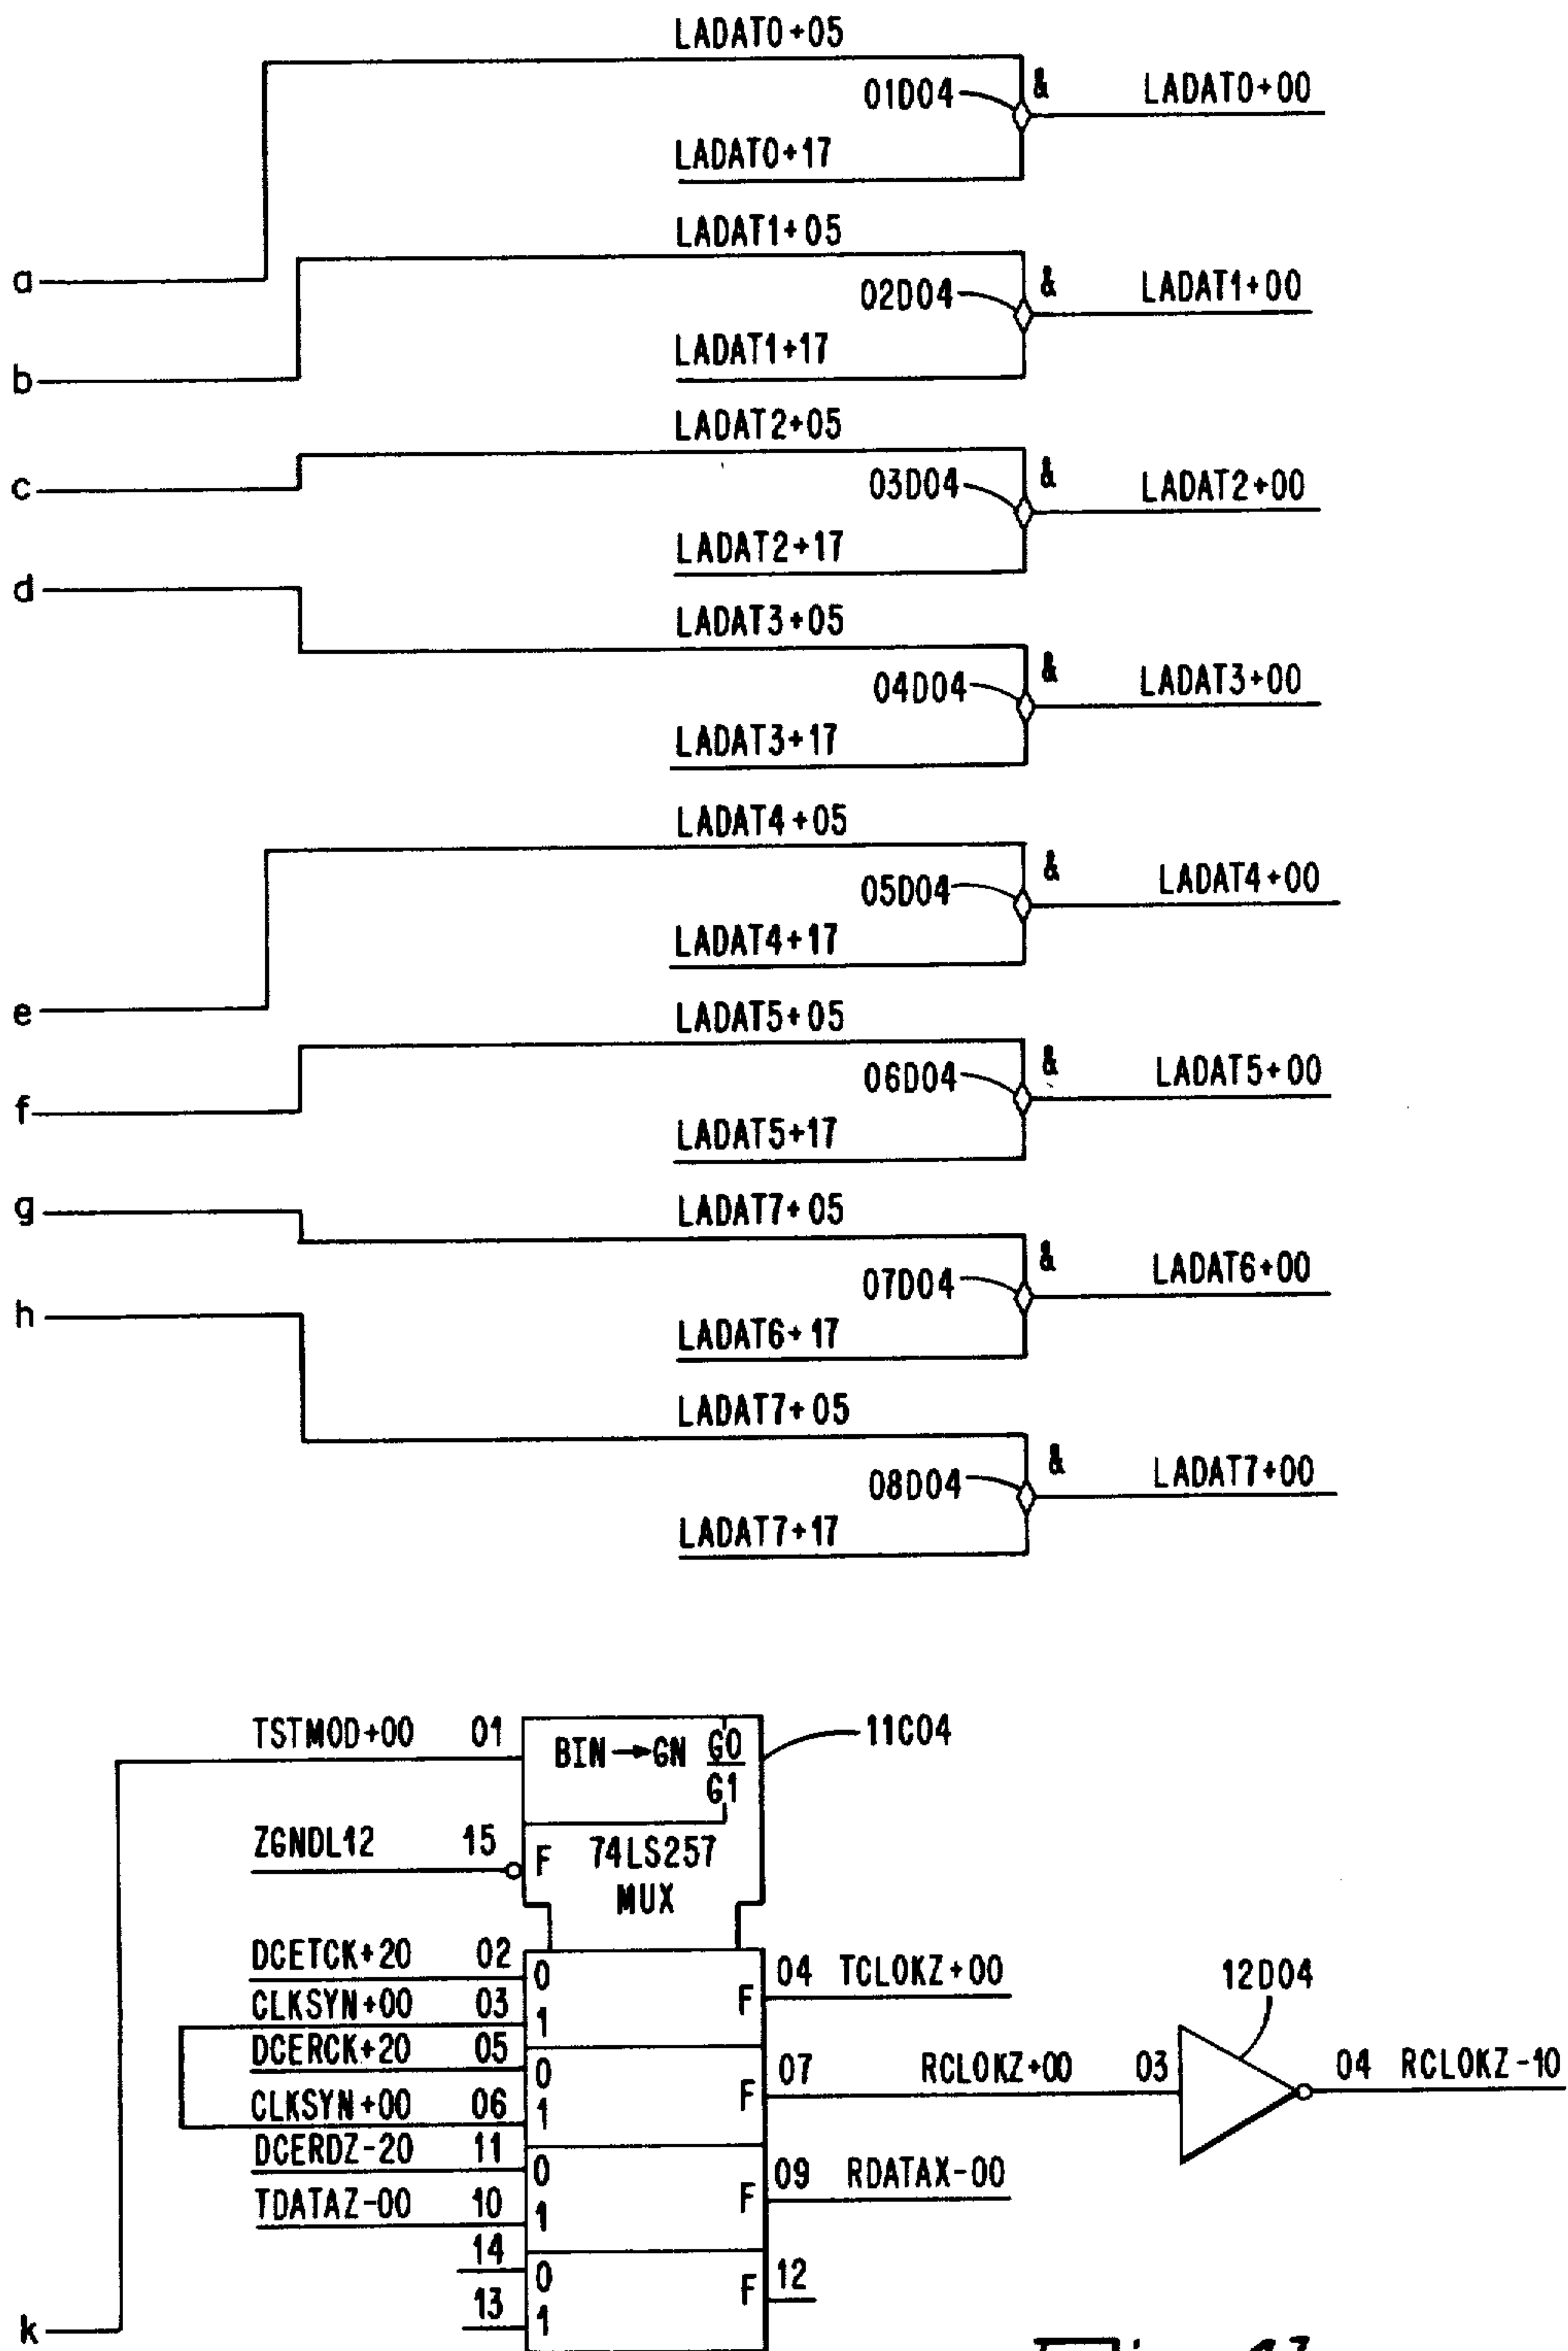 LADAT0+05
01D04 & LADAT0+00
LADAT0+17
a
LADAT1+05
02D04 & LADAT1+00
LADAT1+17
b
LADAT2+05
c 03D04 & LADAT2+00
LADAT2+17
d
LADAT3+05
04D04 & LADAT3+00
LADAT3+17
LADAT4+05
05D04 & LADAT4+00
LADAT4+17
e
LADAT5+05
06D04 & LADAT5+00
f
LADAT5+17
g LADAT7+05
07D04 & LADAT6+00
h
LADAT6+17
LADAT7+05
08D04 & LADAT7+00
LADAT7+17
TSTMOD+00 01 BIN→GN G0 11C04
G1
ZGNDL12 15 F 74LS257
MUX
DCETCK+20 02 0 F 04 TCLOKZ+00 12D04
CLKSYN+00 03 1
DCERCK+20 05 0 F 07 RCLOKZ+00 03 04 RCLOKZ-10
CLKSYN+00 06 1
DCERDZ-20 11 0 F 09 RDATAX-00
TDATAZ-00 10 1
14 0 F 12
13 1
k